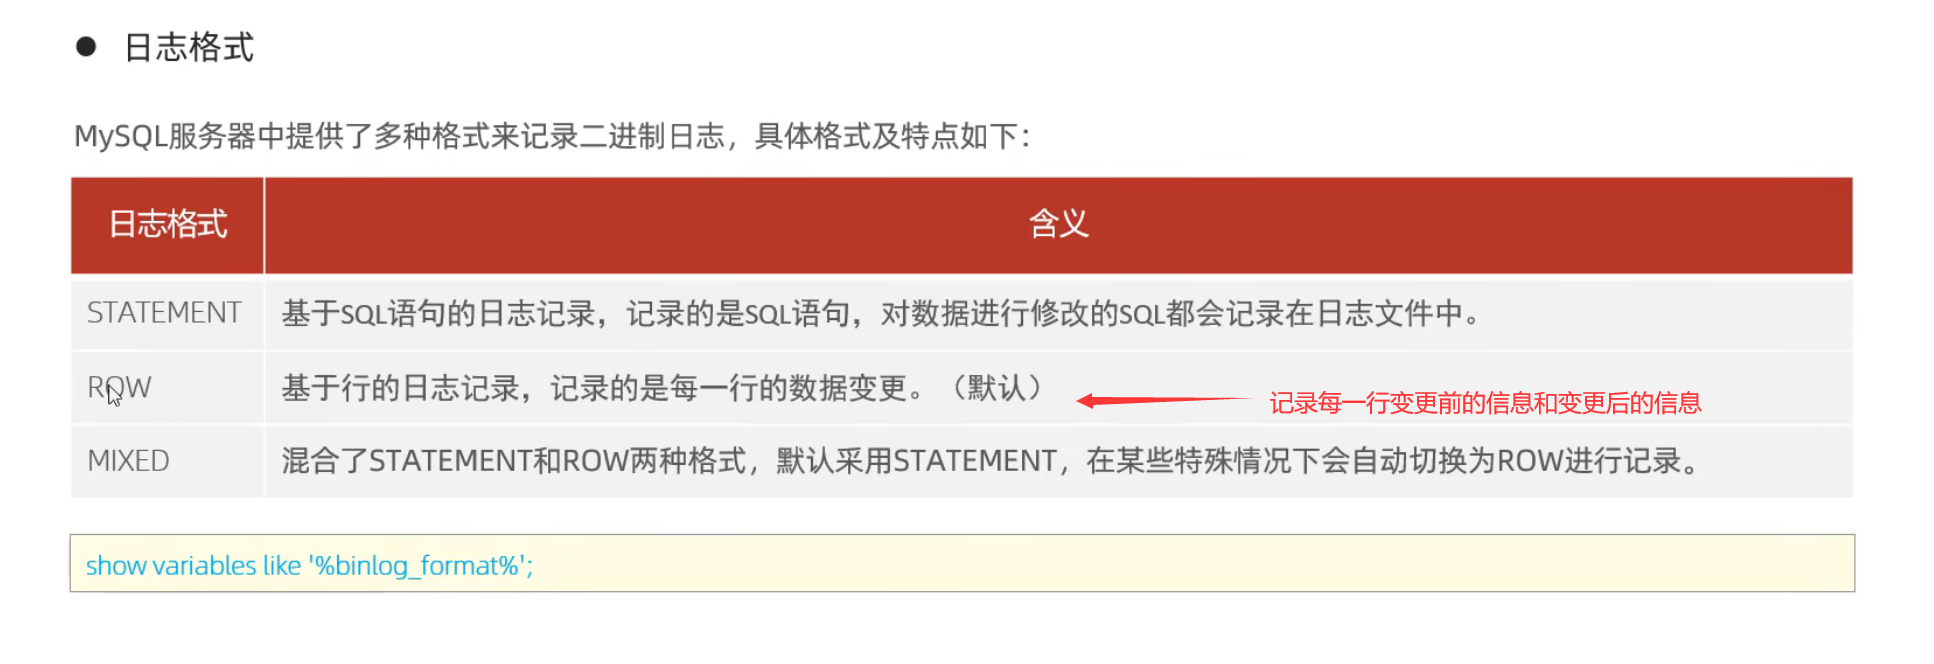 ● 日志格式
MySQL服务器中提供了多种格式来记录二进制日志，具体格式及特点如下：
日志格式 含义
STATEMENT 基于SQL语句的日志记录，记录的是SQL语句，对数据进行修改的SQL都会记录在日志文件中。
ROW 基于行的日志记录，记录的是每一行的数据变更。（默认） 记录每一行变更前的信息和变更后的信息
MIXED 混合了STATEMENT和ROW两种格式，默认采用STATEMENT，在某些特殊情况下会自动切换为ROW进行记录。
show variables like '%binlog_format%';